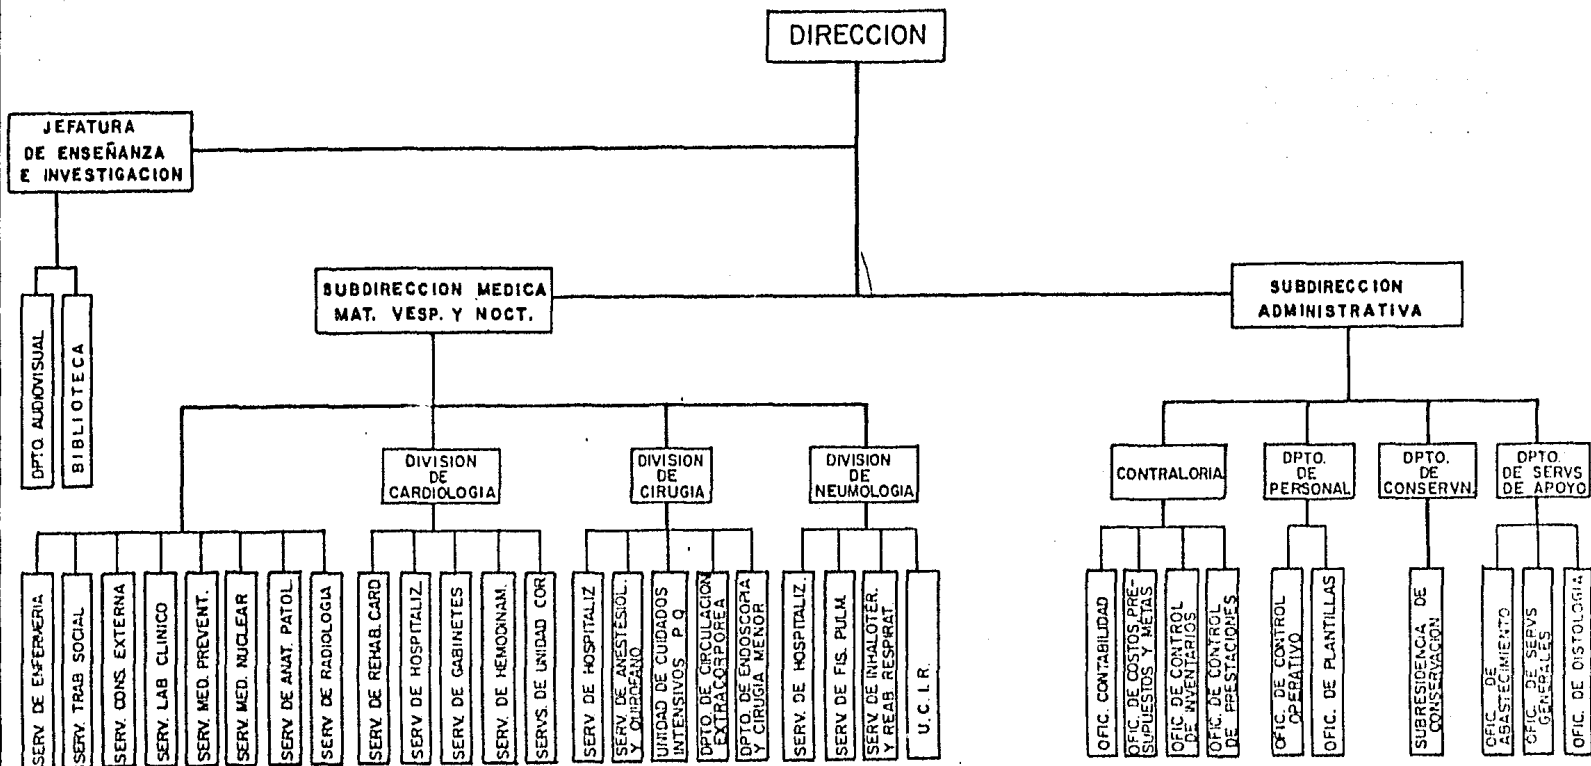 DIRECCION
JEFATURA
DE ENSEÑANZA
E INVESTIGACION
DPTO. AUDIOVISUAL
BIBLIOTECA
SUBDIRECCION MEDICA
MAT. VESP. Y NOCT.
SUBDIRECCION
ADMINISTRATIVA
DIVISION
DE
CARDIOLOGIA
DIVISION
DE
CIRUGIA
DIVISION
DE
NEUMOLOGIA
CONTRALORIA
DPTO.
DE
PERSONAL
DPTO.
DE
CONSERVN.
DPTO.
DE SERVS
DE APOYO
SERV. DE ENFERMERIA
SERV. TRAB SOCIAL
SERV. CONS. EXTERNA
SERV. LAB CLINICO
SERV. MED. PREVENT.
SERV. MED. NUCLEAR
SERV. DE ANAT. PATOL.
SERV DE RADIOLOGIA
SERV. DE REHAB. CARD
SERV. DE HOSPITALIZ.
SERV. DE GABINETES
SERV. DE HEMODINAM.
SERVS. DE UNIDAD COR
SERV DE HOSPITALIZ
SERV. DE ANESTESIOL.
Y QUIROFANO
UNIDAD DE CUIDADOS
INTENSIVOS P. Q
DPTO. DE CIRCULACION
EXTRACORPOREA
DPTO. DE ENDOSCOPIA
Y CIRUGIA MENOR
SERV. DE HOSPITALIZ.
SERV. DE FIS. PULM.
SERV. DE INHALOTER.
Y REAB. RESPIRAT.
U. C. I. R.
OFIC. CONTABILIDAD
OFIC. DE COSTOS, PRE-
SUPUESTOS Y METAS
OFIC DE CONTROL
DE INVENTARIOS
OFIC. DE CONTROL
DE PRESTACIONES
OFIC. DE CONTROL
OPERATIVO
OFIC. DE PLANTILLAS
SUBRESIDENCIA DE
CONSERVACION
OFIC. DE
ABASTECIMIENTO
OFIC. DE SERVS
GENERALES
OFIC. DE DISTOLOGIA